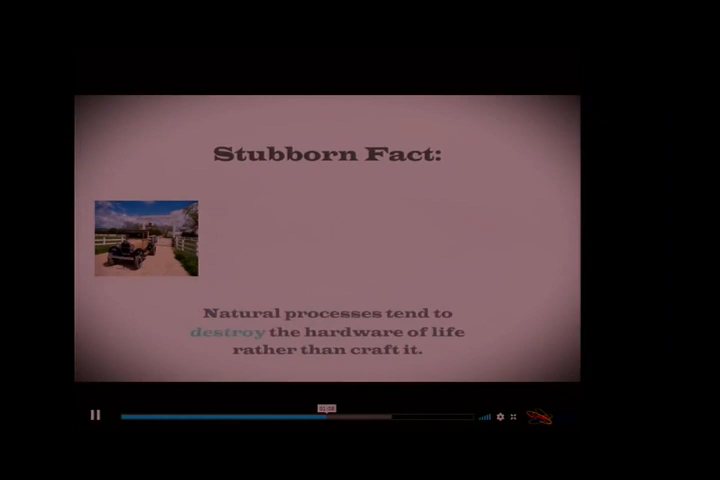 Stubborn Fact:
Natural processes tend to
destroy the hardware of life
rather than craft it.